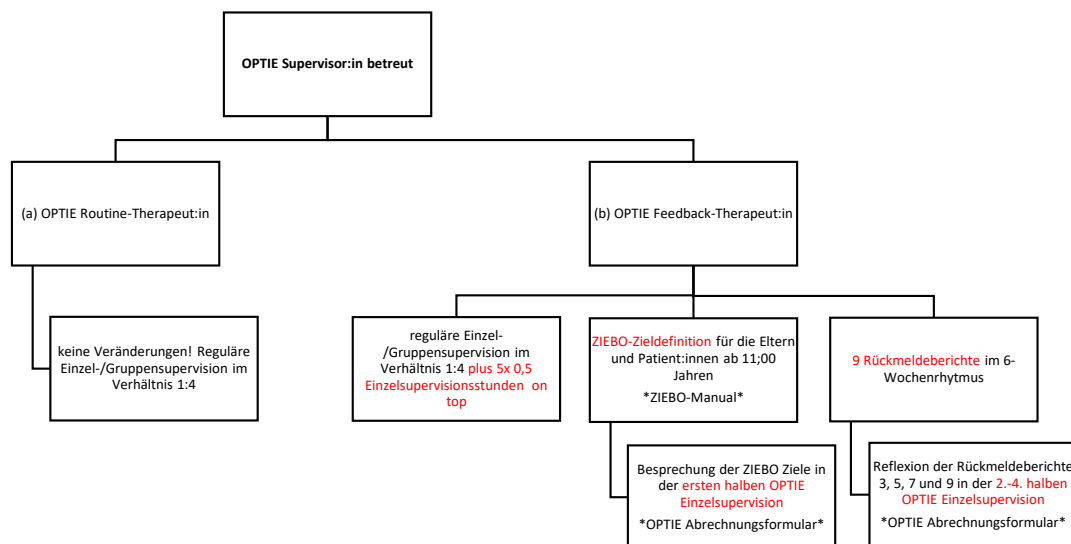 OPTIE Supervisor:in betreut
(a) OPTIE Routine-Therapeut:in
(b) OPTIE Feedback-Therapeut:in
keine Veränderungen! Reguläre
Einzel-/Gruppensupervision im
Verhältnis 1:4
reguläre Einzel-
/Gruppensupervision im
Verhältnis 1:4 plus 5x 0,5
Einzelsupervisionsstunden on
top
ZIEBO-Zieldefinition für die Eltern
und Patient:innen ab 11;00
Jahren
*ZIEBO-Manual*
9 Rückmeldeberichte im 6-
Wochenrhytmus
Besprechung der ZIEBO Ziele in
der ersten halben OPTIE
Einzelsupervision
*OPTIE Abrechnungsformular*
Reflexion der Rückmeldeberichte
3, 5, 7 und 9 in der 2.-4. halben
OPTIE Einzelsupervision
*OPTIE Abrechnungsformular*